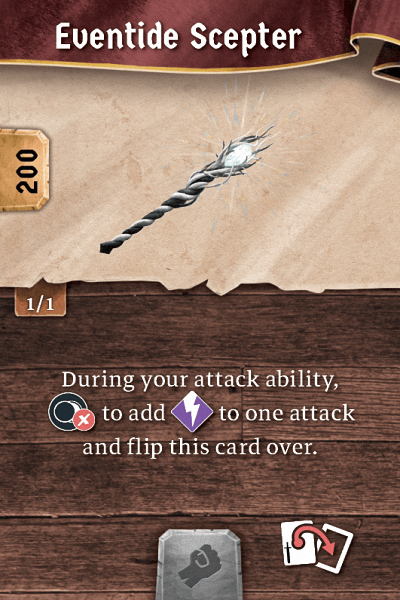 Eventide Scepter
200
1/1
During your attack ability,
to add to one attack
and flip this card over.